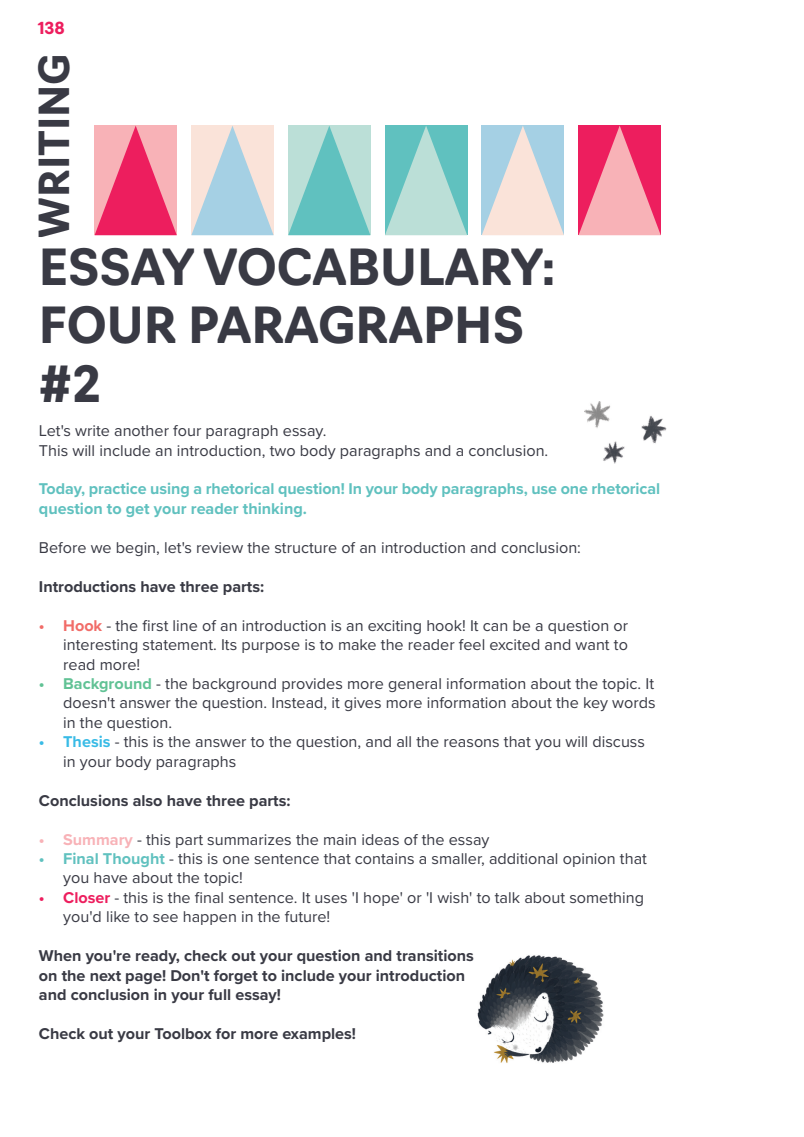 138
WRITING
ESSAY VOCABULARY:
FOUR PARAGRAPHS
#2
Let's write another four paragraph essay.
This will include an introduction, two body paragraphs and a conclusion.
Today, practice using a rhetorical question! In your body paragraphs, use one rhetorical
question to get your reader thinking.
Before we begin, let's review the structure of an introduction and conclusion:
Introductions have three parts:
• Hook - the first line of an introduction is an exciting hook! It can be a question or
interesting statement. Its purpose is to make the reader feel excited and want to
read more!
• Background - the background provides more general information about the topic. It
doesn't answer the question. Instead, it gives more information about the key words
in the question.
• Thesis - this is the answer to the question, and all the reasons that you will discuss
in your body paragraphs
Conclusions also have three parts:
• Summary - this part summarizes the main ideas of the essay
• Final Thought - this is one sentence that contains a smaller, additional opinion that
you have about the topic!
• Closer - this is the final sentence. It uses 'I hope' or 'I wish' to talk about something
you'd like to see happen in the future!
When you're ready, check out your question and transitions
on the next page! Don't forget to include your introduction
and conclusion in your full essay!
Check out your Toolbox for more examples!